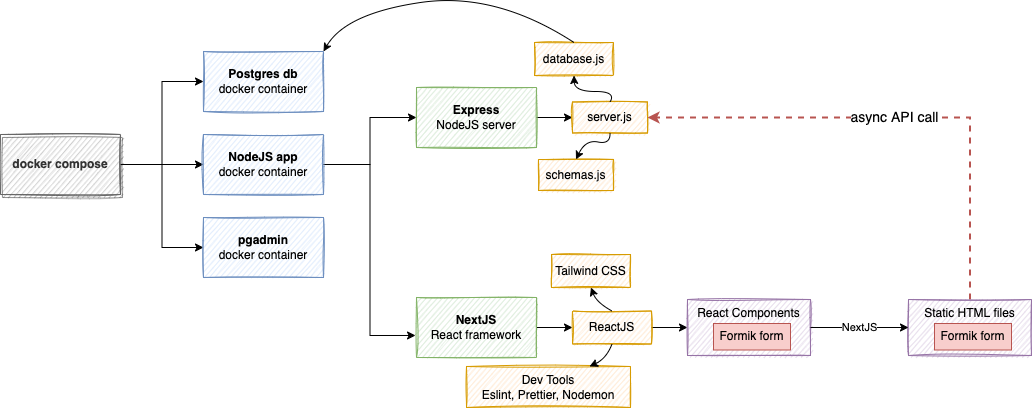 database.js
Postgres db
docker container
Express
NodeJS server
server.js
async API call
docker compose
NodeJS app
docker container
schemas.js
pgadmin
docker container
Tailwind CSS
NextJS
React framework
ReactJS
React Components
Formik form
NextJS
Static HTML files
Formik form
Dev Tools
Eslint, Prettier, Nodemon